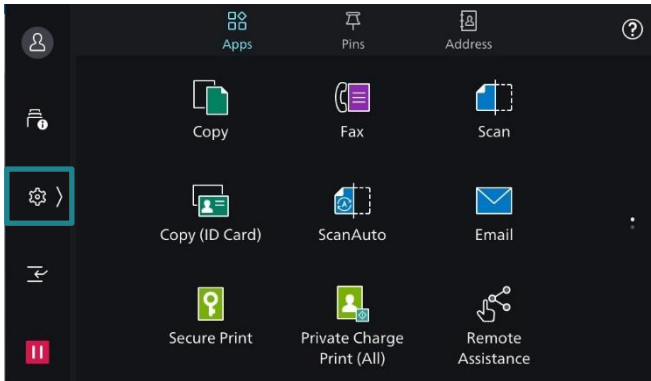 Apps
Pins
Address
Copy
Fax
Scan
Copy (ID Card)
ScanAuto
Email
Secure Print
Private Charge
Print (All)
Remote
Assistance